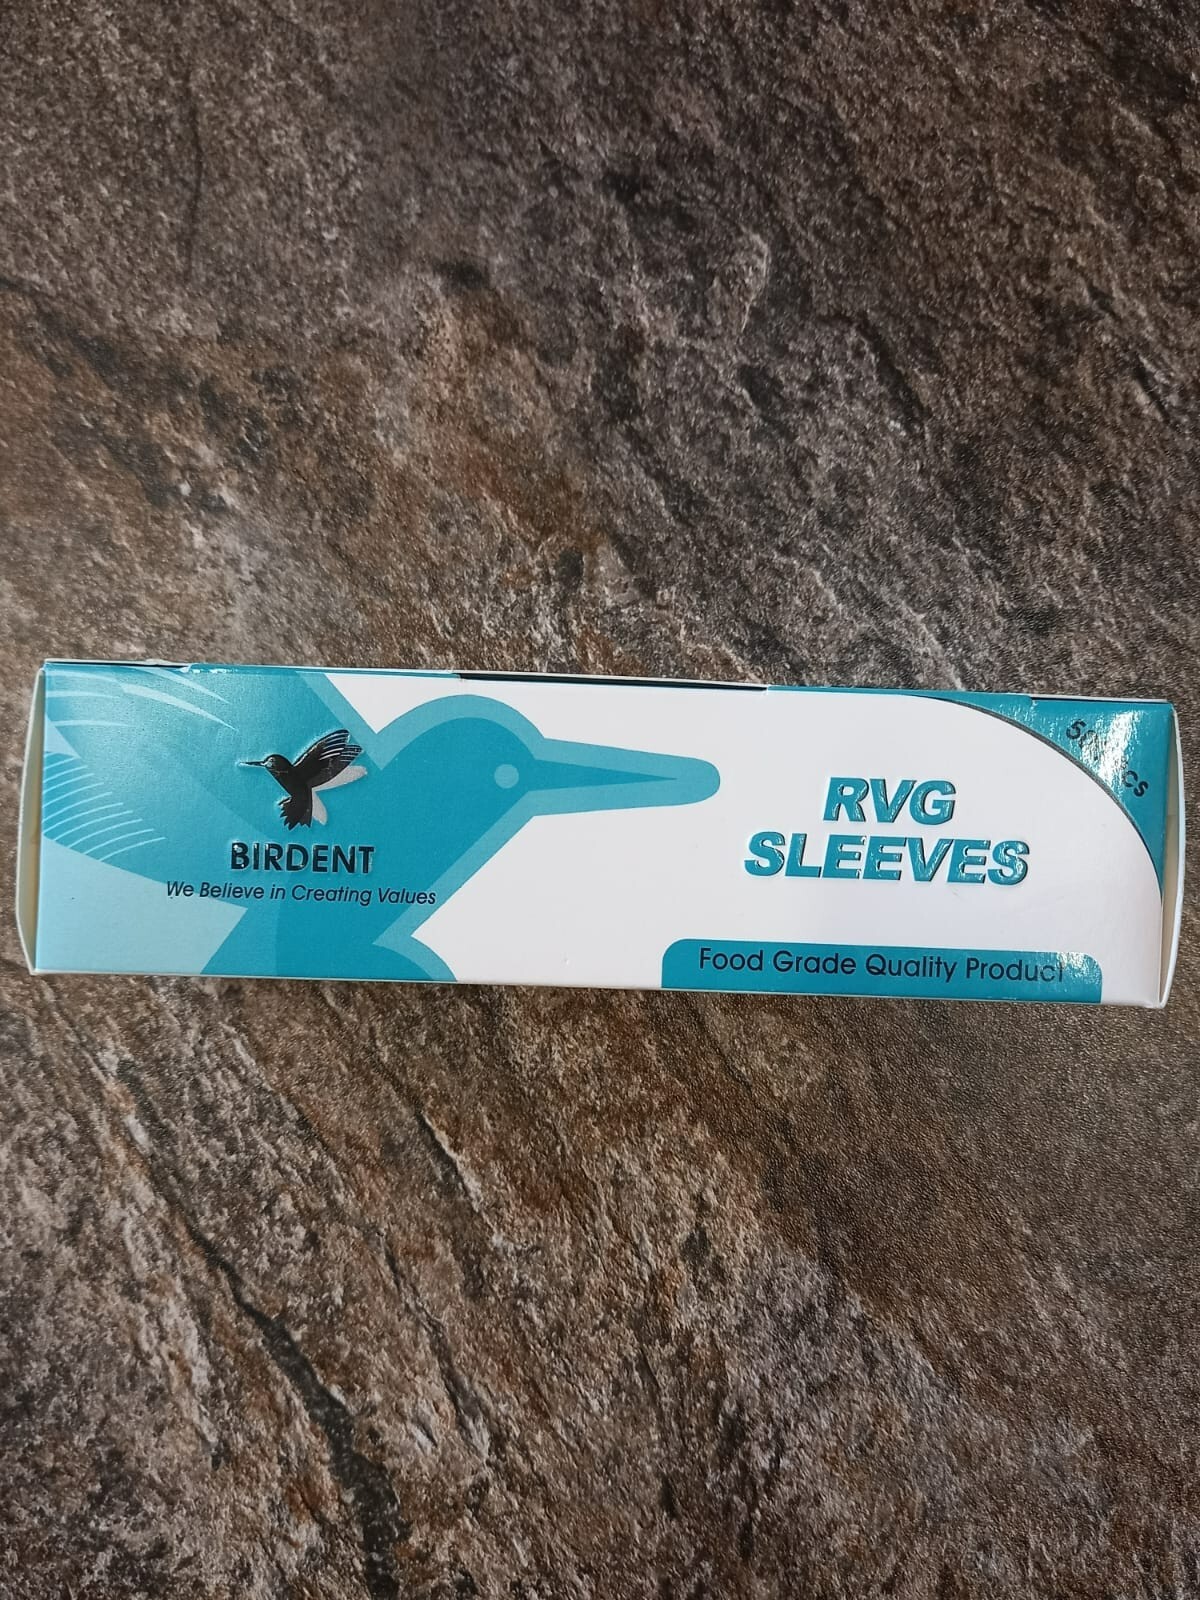 BIRDENT
We Believe in Creating Values
RVG
SLEEVES
Food Grade Quality Product